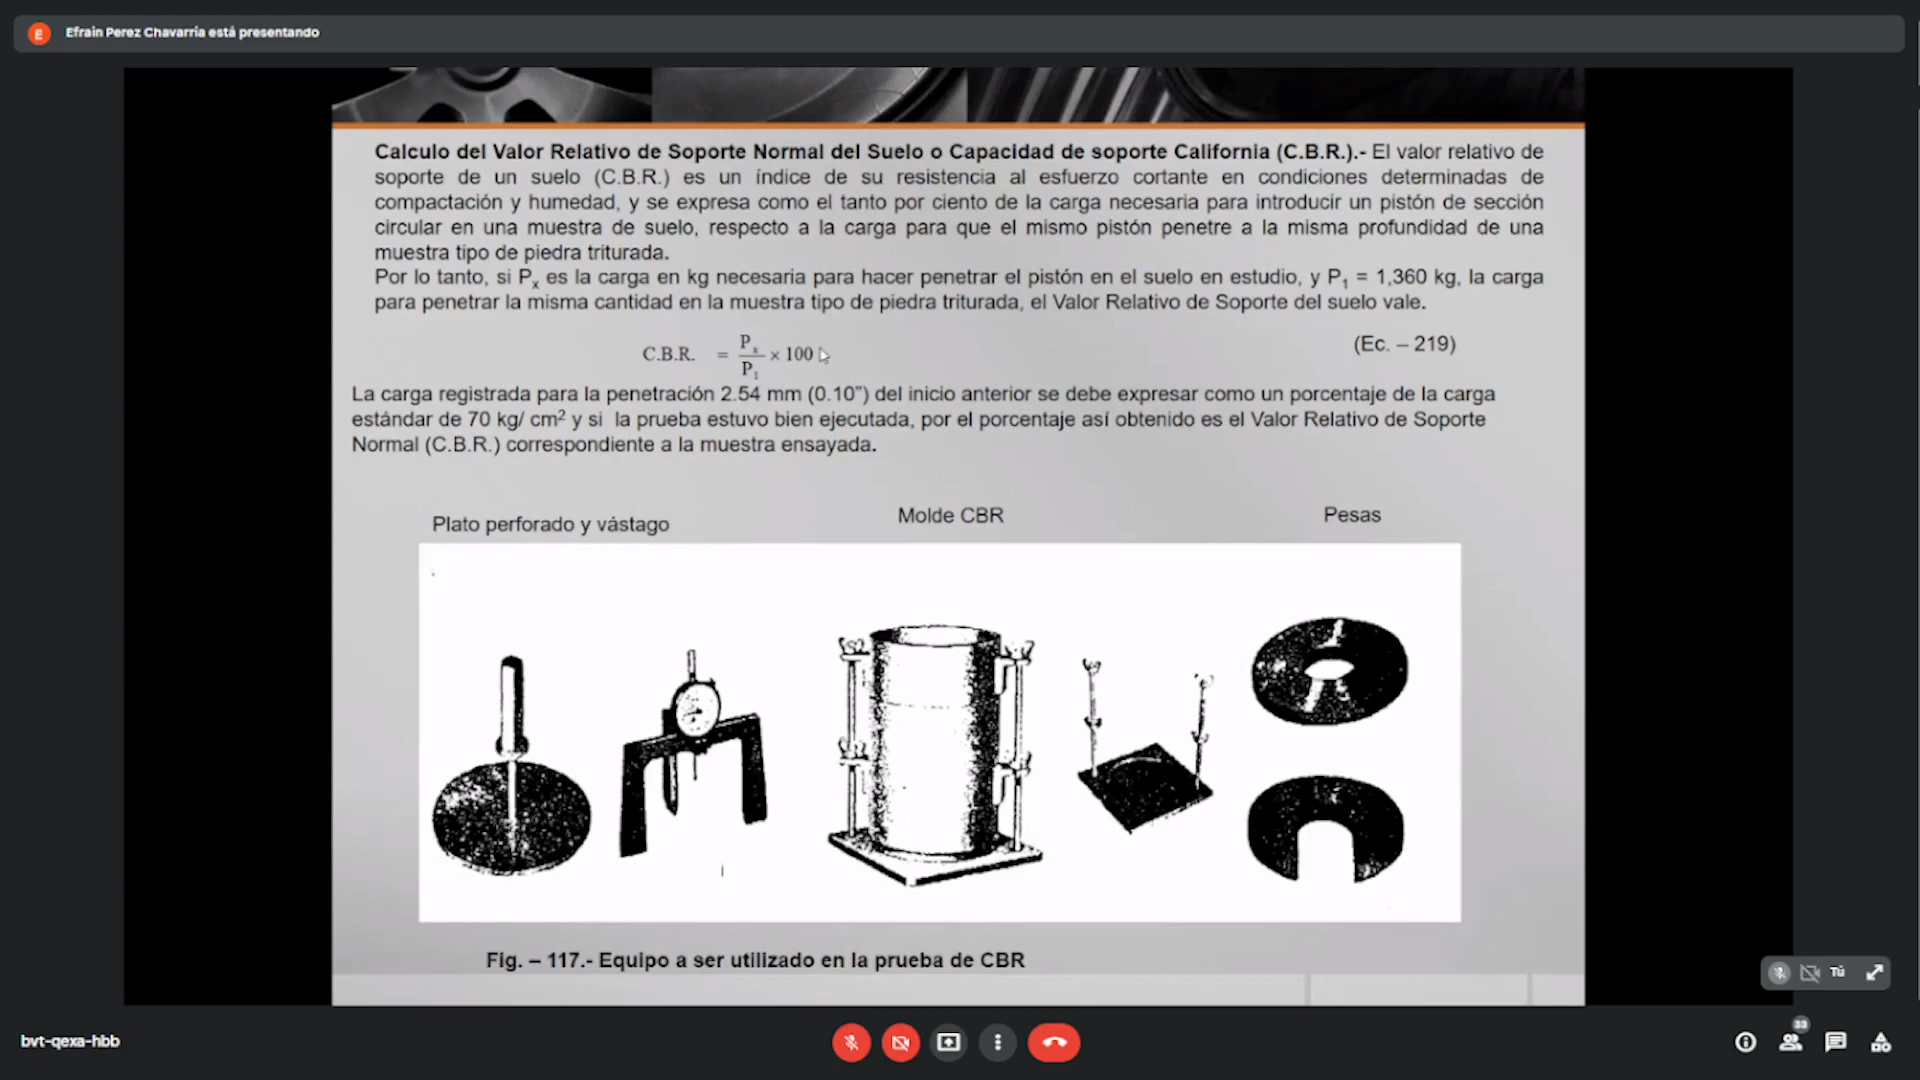 E
Efrain Perez Chavarria está presentando
Calculo del Valor Relativo de Soporte Normal del Suelo o Capacidad de soporte California (C.B.R.).- El valor relativo de
soporte de un suelo (C.B.R.) es un índice de su resistencia al esfuerzo cortante en condiciones determinadas de
compactación y humedad, y se expresa como el tanto por ciento de la carga necesaria para introducir un pistón de sección
circular en una muestra de suelo, respecto a la carga para que el mismo pistón penetre a la misma profundidad de una
muestra tipo de piedra triturada.
Por lo tanto, si Pₓ es la carga en kg necesaria para hacer penetrar el pistón en el suelo en estudio, y P₁ = 1,360 kg, la carga
para penetrar la misma cantidad en la muestra tipo de piedra triturada, el Valor Relativo de Soporte del suelo vale.
C.B.R. = Pₓ / P₁ × 100
(Ec. – 219)
La carga registrada para la penetración 2.54 mm (0.10") del inicio anterior se debe expresar como un porcentaje de la carga
estándar de 70 kg/ cm² y si la prueba estuvo bien ejecutada, por el porcentaje así obtenido es el Valor Relativo de Soporte
Normal (C.B.R.) correspondiente a la muestra ensayada.
Plato perforado y vástago
Molde CBR
Pesas
Fig. – 117.- Equipo a ser utilizado en la prueba de CBR
Tú
bvt-qexa-hbb
33